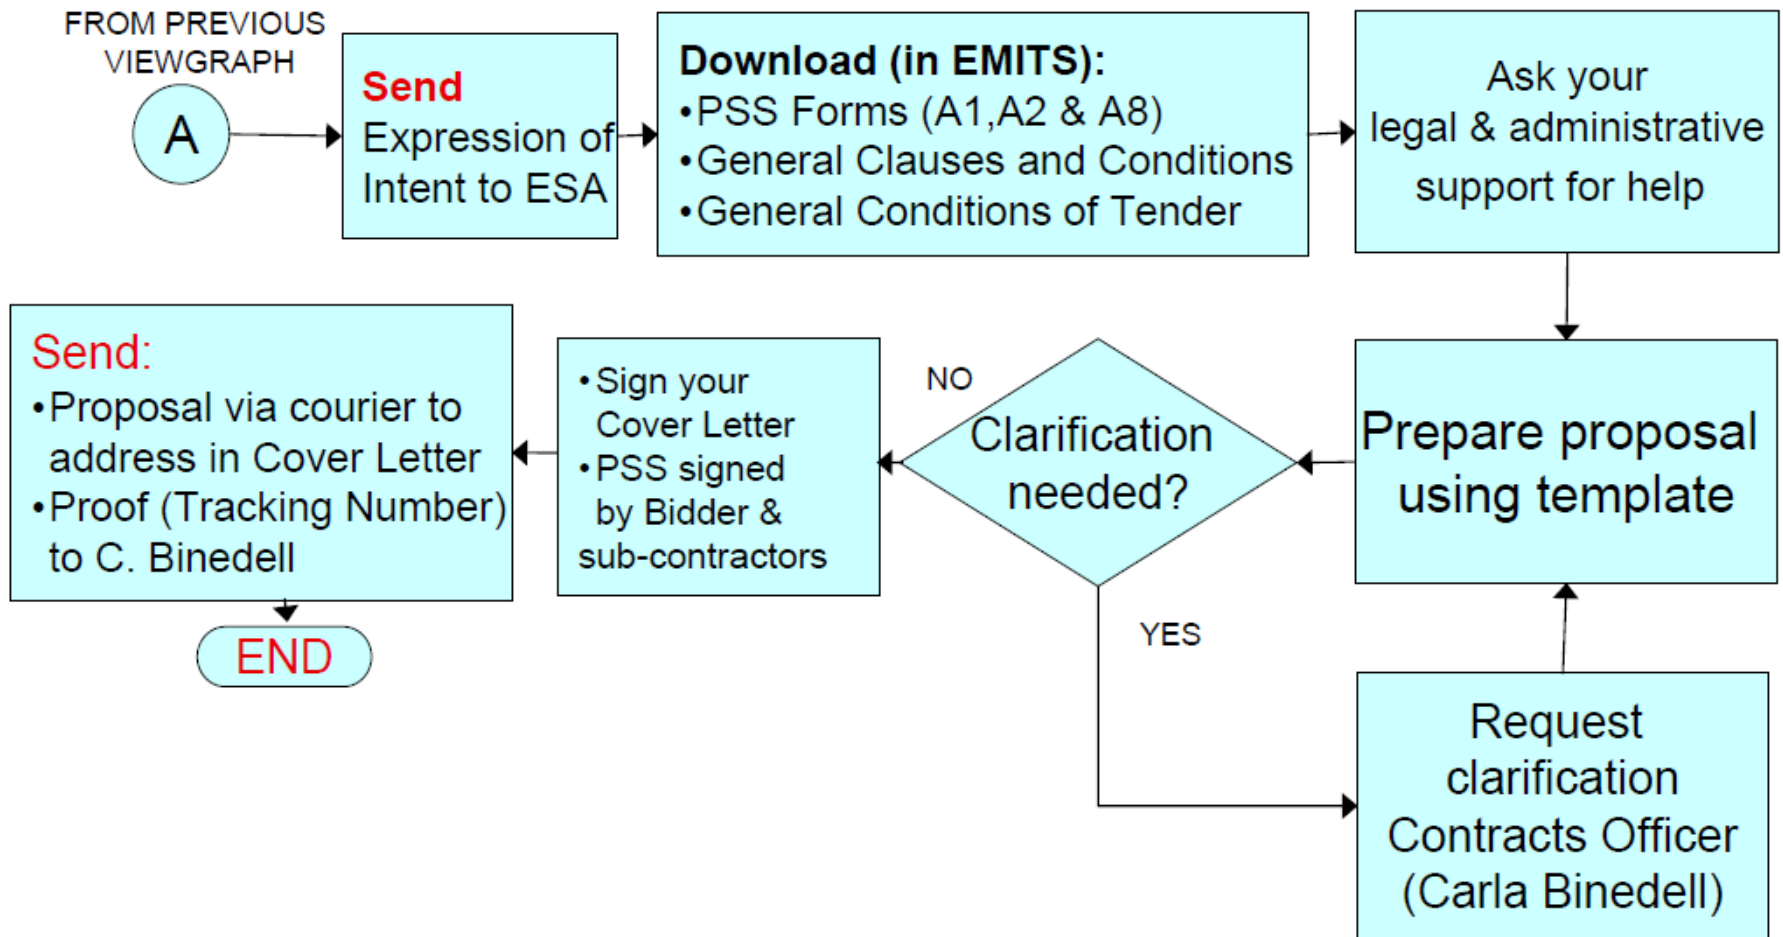 FROM PREVIOUS
VIEWGRAPH
A
Send
Expression of
Intent to ESA
Download (in EMITS):
•PSS Forms (A1,A2 & A8)
•General Clauses and Conditions
•General Conditions of Tender
Ask your
legal & administrative
support for help
Prepare proposal
using template
Clarification
needed?
NO
YES
Request
clarification
Contracts Officer
(Carla Binedell)
• Sign your
Cover Letter
• PSS signed
by Bidder &
sub-contractors
Send:
•Proposal via courier to
address in Cover Letter
•Proof (Tracking Number)
to C. Binedell
END